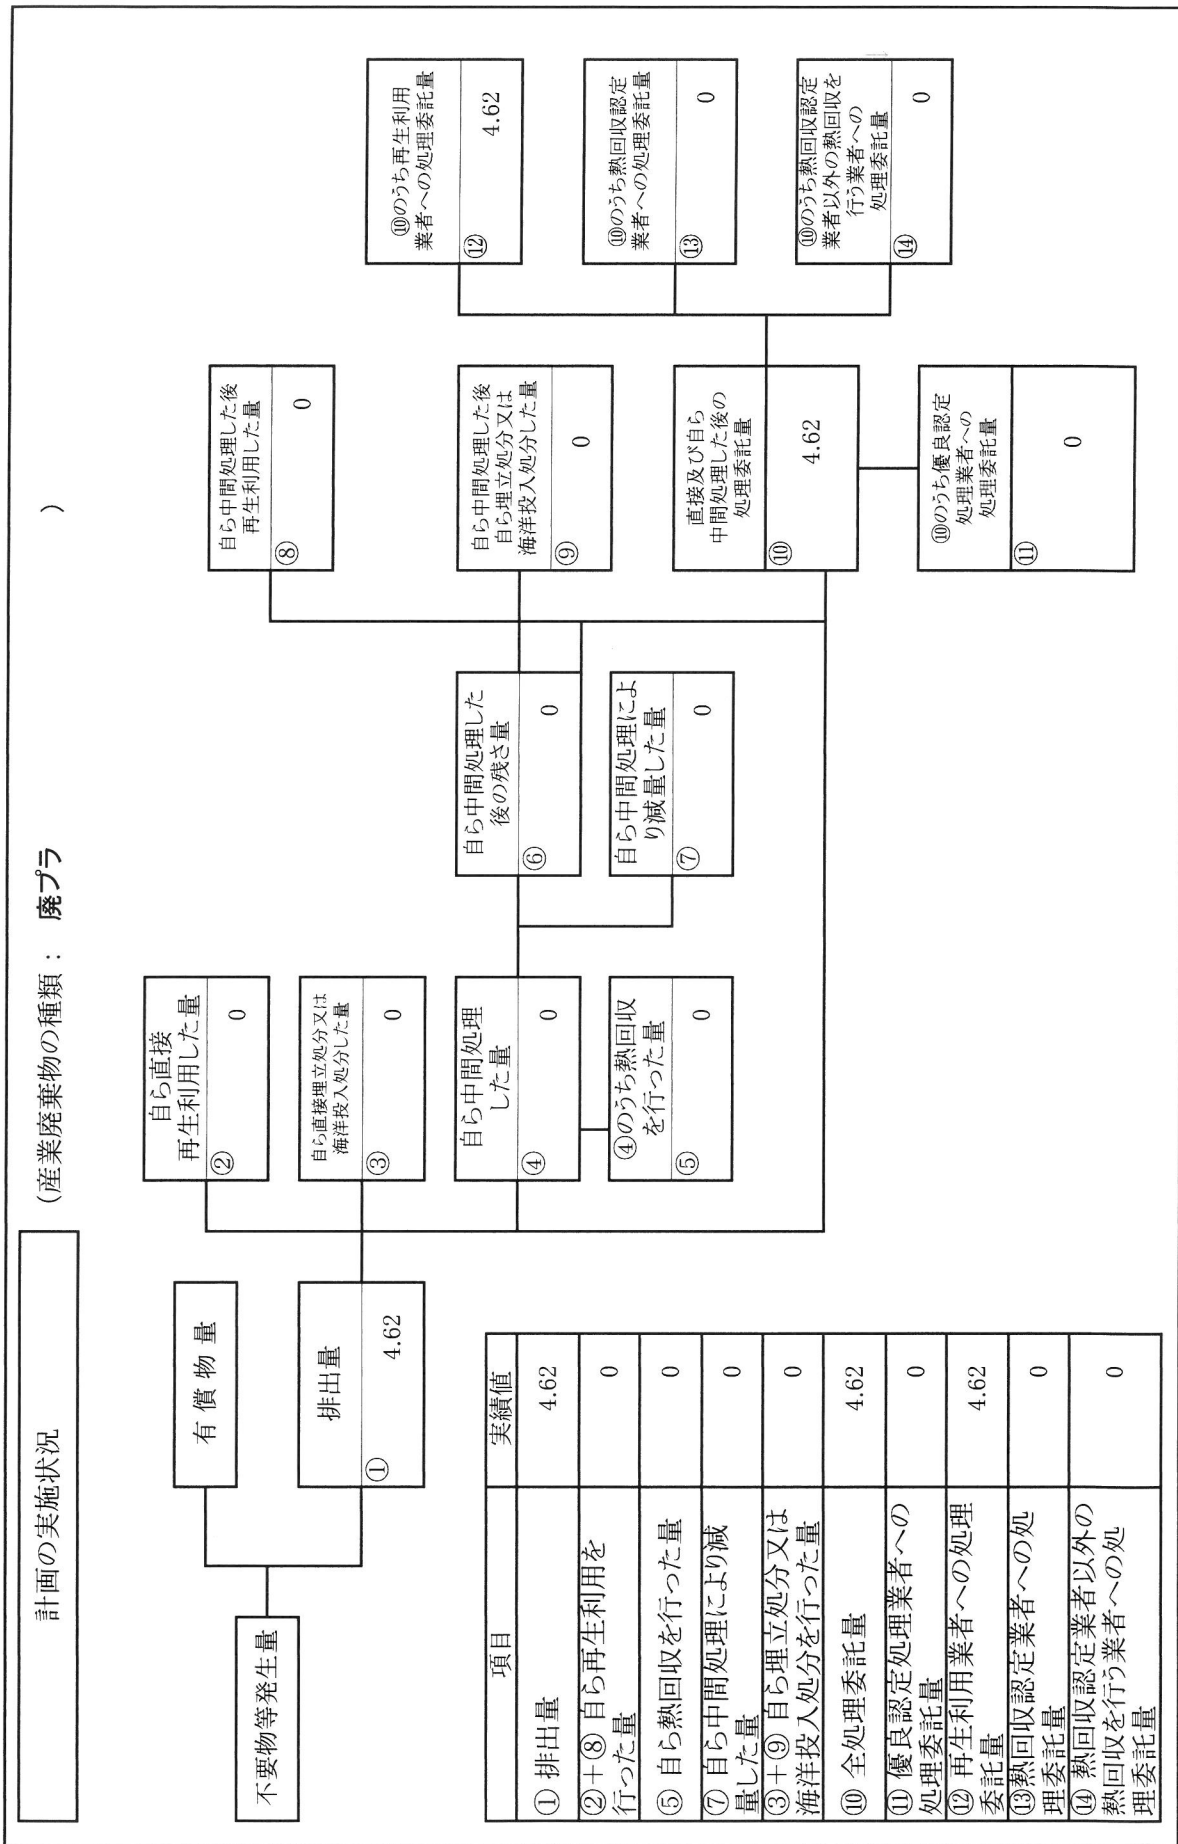 計画の実施状況
(産業廃棄物の種類： 廃プラ )
不要物等発生量
有償物量
排出量
① 4.62
自ら直接
再生利用した量
② 0
自ら直接埋立処分又は
海洋投入処分した量
③ 0
自ら中間処理
した量
④ 0
④のうち熱回収
を行った量
⑤ 0
自ら中間処理した
後の残さ量
⑥ 0
自ら中間処理によ
り減量した量
⑦ 0
自ら中間処理した後
再生利用した量
⑧ 0
自ら中間処理した後
自ら埋立処分又は
海洋投入処分した量
⑨ 0
直接及び自ら
中間処理した後の
処理委託量
⑩ 4.62
⑩のうち優良認定
処理業者への
処理委託量
⑪ 0
⑩のうち再生利用
業者への処理委託量
⑫ 4.62
⑩のうち熱回収認定
業者への処理委託量
⑬ 0
⑩のうち熱回収認定
業者以外の熱回収を
行う業者への
処理委託量
⑭ 0
項目 実績値
① 排出量 4.62
②＋⑧ 自ら再生利用を
行った量 0
⑤ 自ら熱回収を行った量 0
⑦ 自ら中間処理により減
量した量 0
③＋⑨ 自ら埋立処分又は
海洋投入処分を行った量 0
⑩ 全処理委託量 4.62
⑪ 優良認定処理業者への
処理委託量 0
⑫ 再生利用業者への処理
委託量 4.62
⑬熱回収認定業者への処
理委託量 0
⑭ 熱回収認定業者以外の
熱回収を行う業者への処
理委託量 0